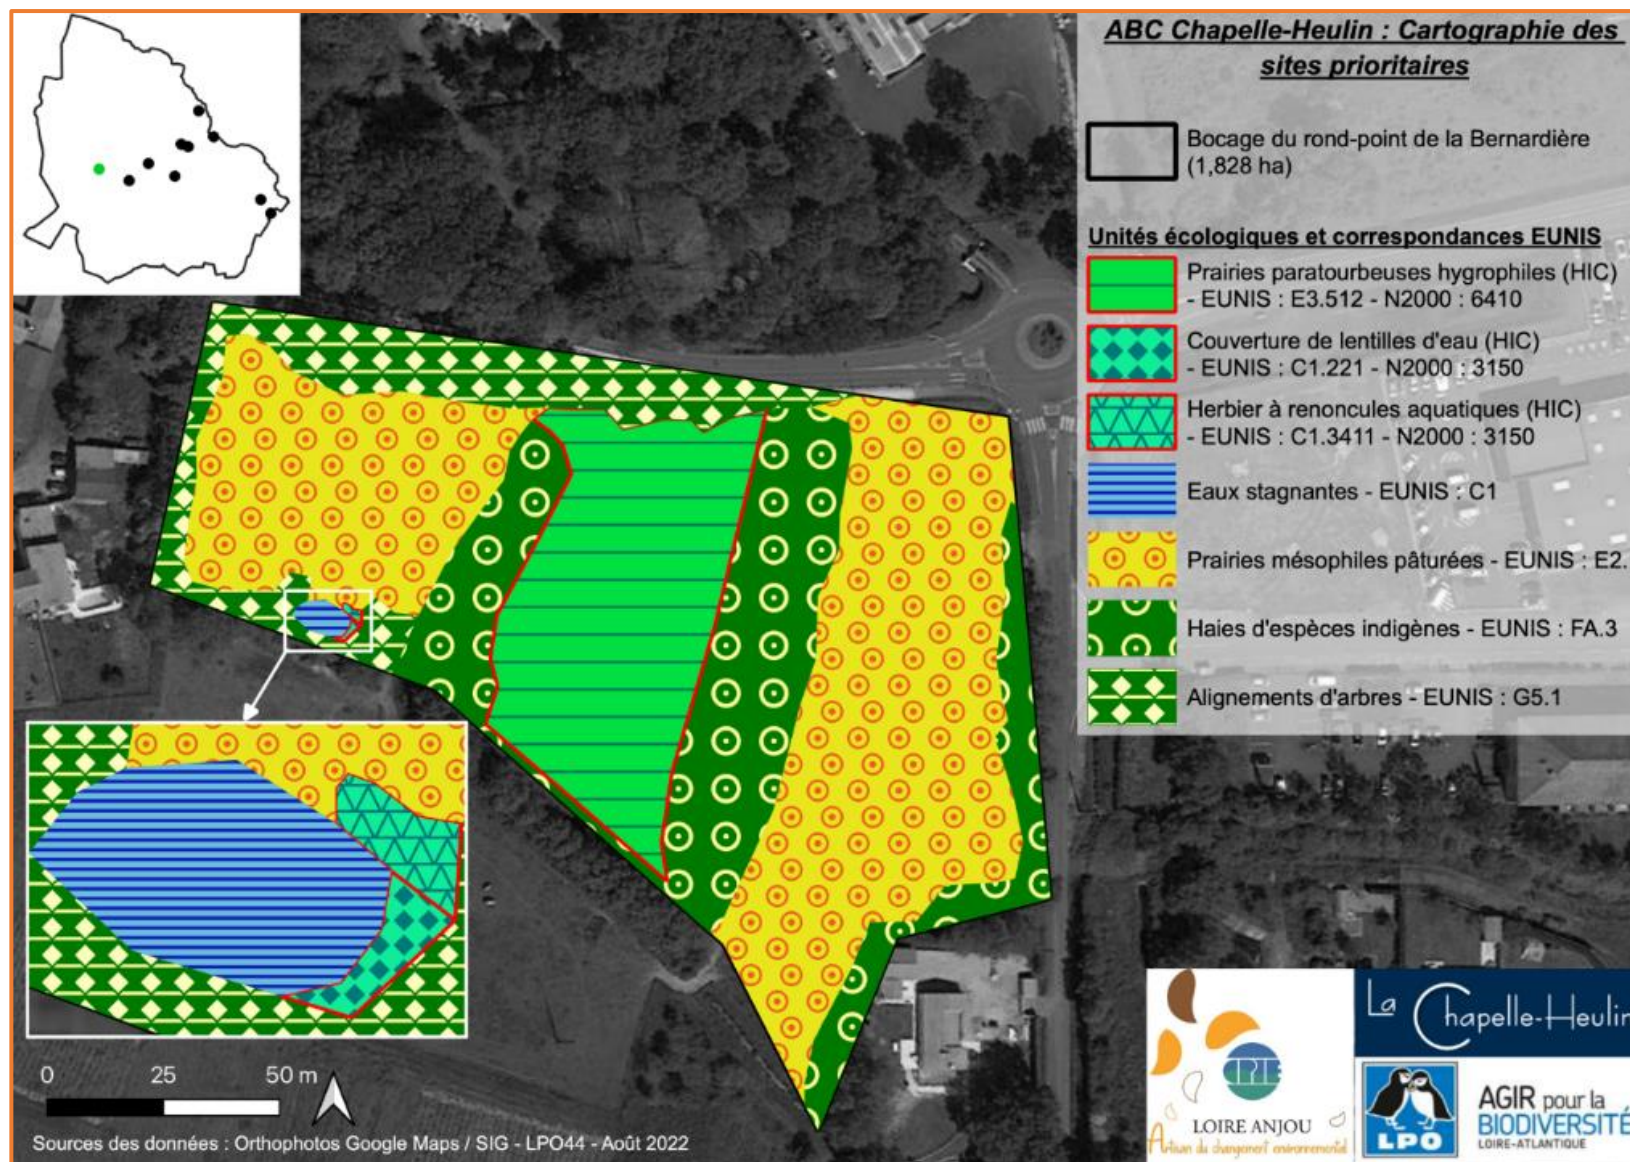 ABC Chapelle-Heulin : Cartographie des
sites prioritaires
Bocage du rond-point de la Bernardière
(1,828 ha)
Unités écologiques et correspondances EUNIS
Prairies paratourbeuses hygrophiles (HIC)
- EUNIS : E3.512 - N2000 : 6410
Couverture de lentilles d'eau (HIC)
- EUNIS : C1.221 - N2000 : 3150
Herbier à renoncules aquatiques (HIC)
- EUNIS : C1.3411 - N2000 : 3150
Eaux stagnantes - EUNIS : C1
Prairies mésophiles pâturées - EUNIS : E2.
Haies d'espèces indigènes - EUNIS : FA.3
Alignements d'arbres - EUNIS : G5.1
0 25 50 m
Sources des données : Orthophotos Google Maps / SIG - LPO44 - Août 2022
CPIE
LOIRE ANJOU
Artisan du changement environnemental
La Chapelle-Heulin
LPO
AGIR pour la
BIODIVERSITÉ
LOIRE-ATLANTIQUE